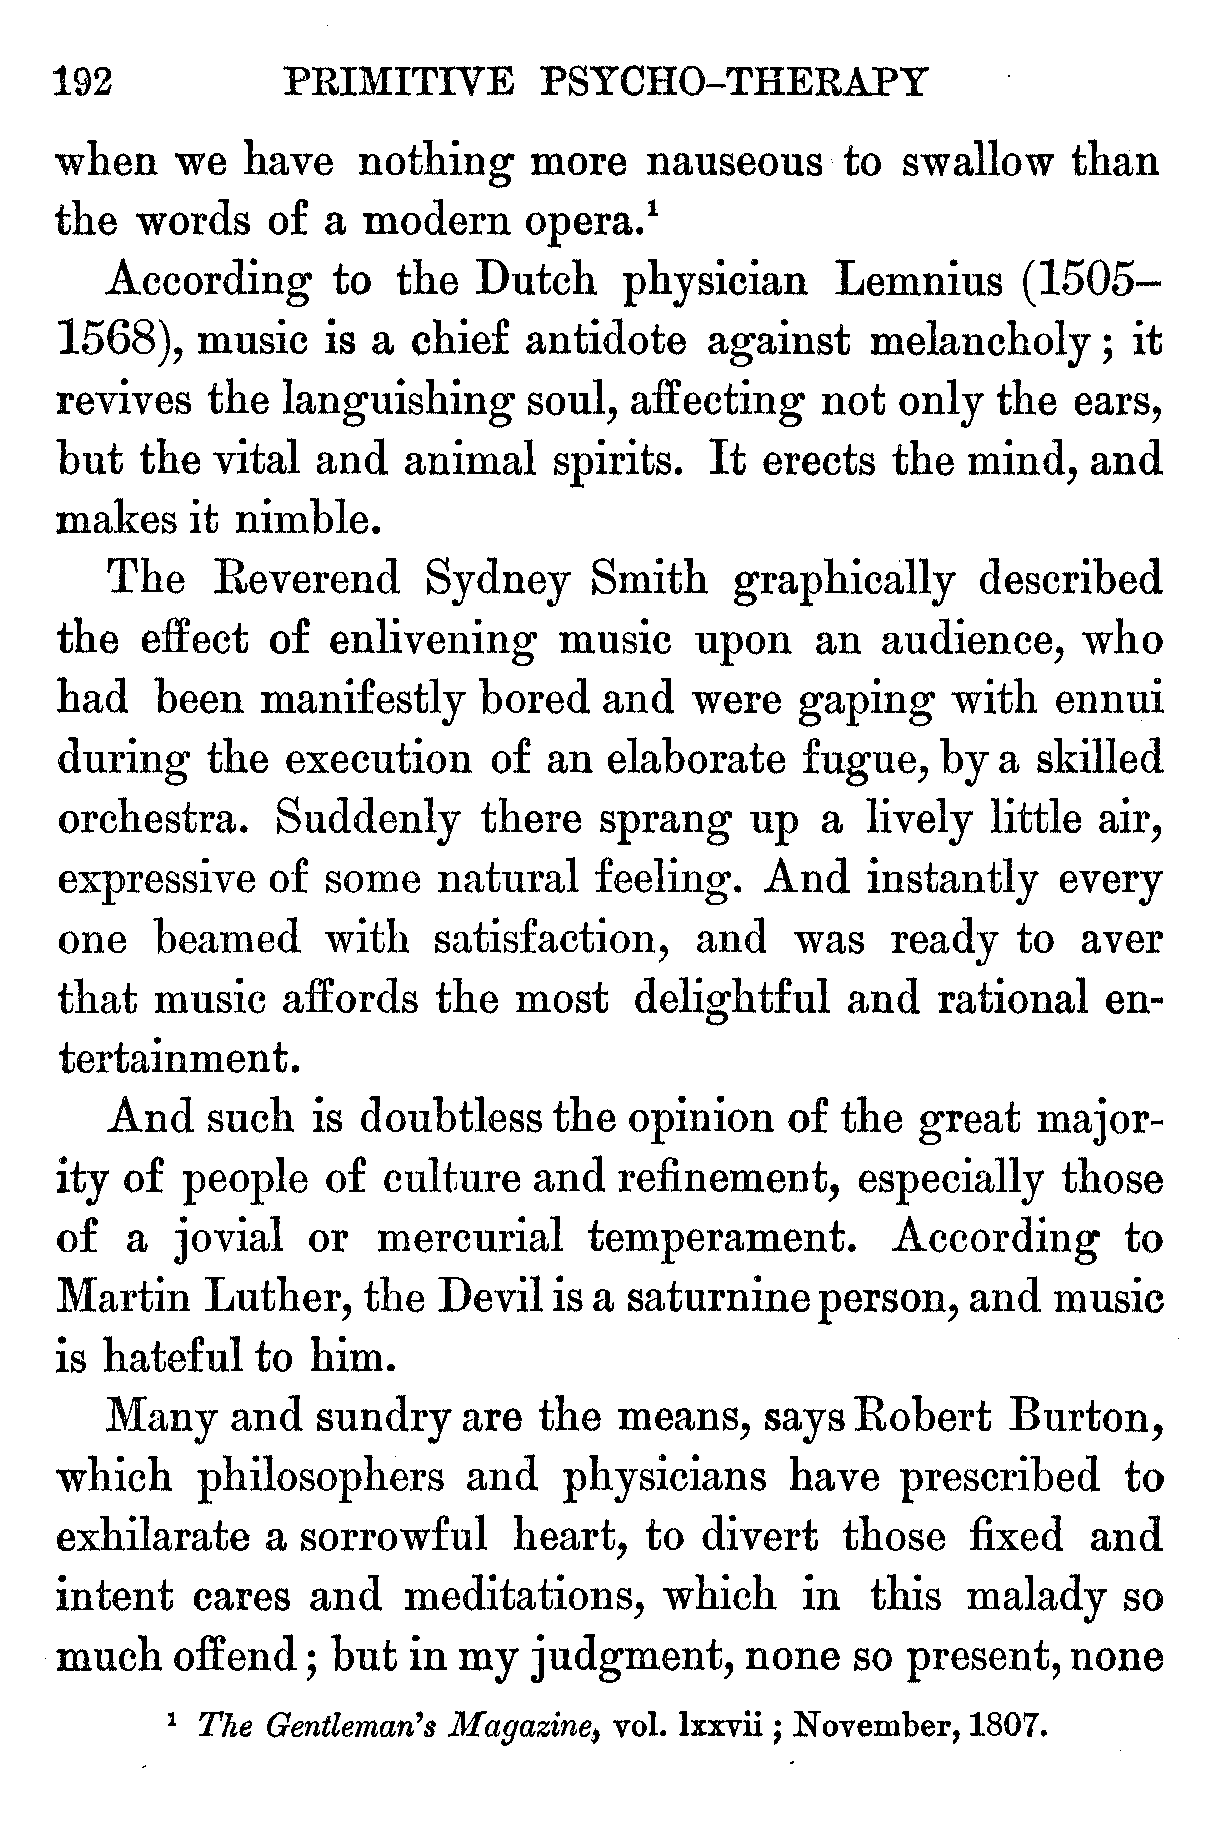 192 PRIMITIVE PSYCHO-THERAPY
when we have nothing more nauseous to swallow than
the words of a modern opera.¹
According to the Dutch physician Lemnius (1505–
1568), music is a chief antidote against melancholy; it
revives the languishing soul, affecting not only the ears,
but the vital and animal spirits. It erects the mind, and
makes it nimble.
The Reverend Sydney Smith graphically described
the effect of enlivening music upon an audience, who
had been manifestly bored and were gaping with ennui
during the execution of an elaborate fugue, by a skilled
orchestra. Suddenly there sprang up a lively little air,
expressive of some natural feeling. And instantly every
one beamed with satisfaction, and was ready to aver
that music affords the most delightful and rational en-
tertainment.
And such is doubtless the opinion of the great major-
ity of people of culture and refinement, especially those
of a jovial or mercurial temperament. According to
Martin Luther, the Devil is a saturnine person, and music
is hateful to him.
Many and sundry are the means, says Robert Burton,
which philosophers and physicians have prescribed to
exhilarate a sorrowful heart, to divert those fixed and
intent cares and meditations, which in this malady so
much offend; but in my judgment, none so present, none
¹ The Gentleman's Magazine, vol. lxxvii; November, 1807.